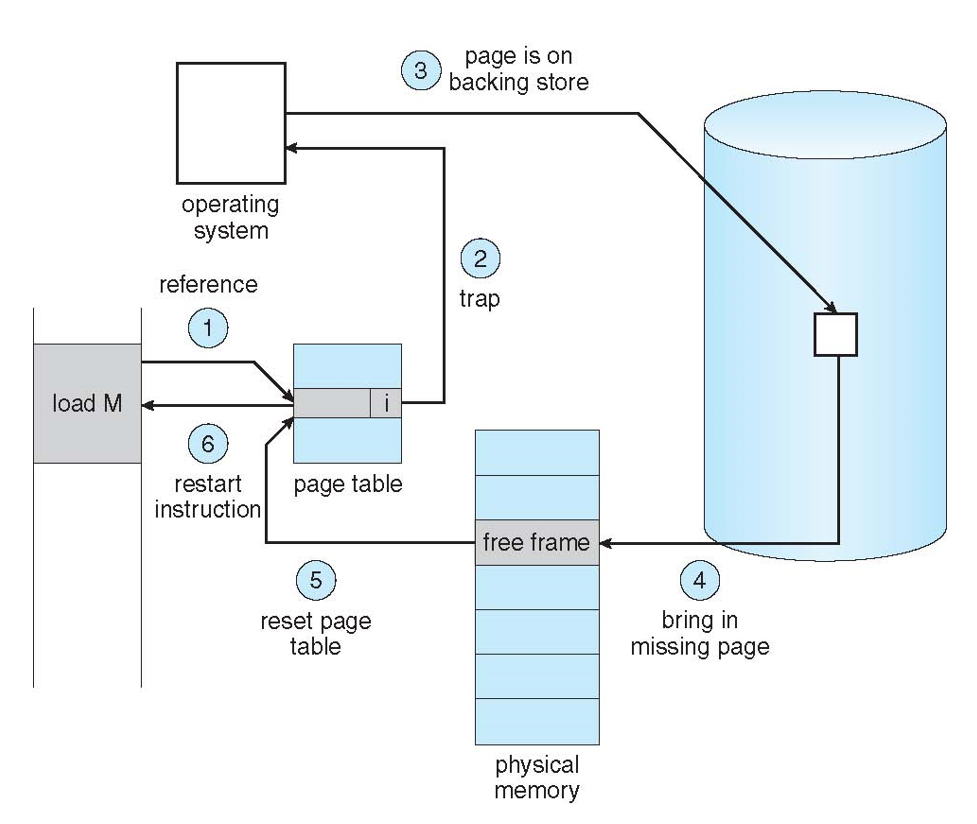 3
page is on
backing store
operating
system
2
trap
reference
1
load M
i
6
restart
instruction
page table
free frame
5
reset page
table
4
bring in
missing page
physical
memory